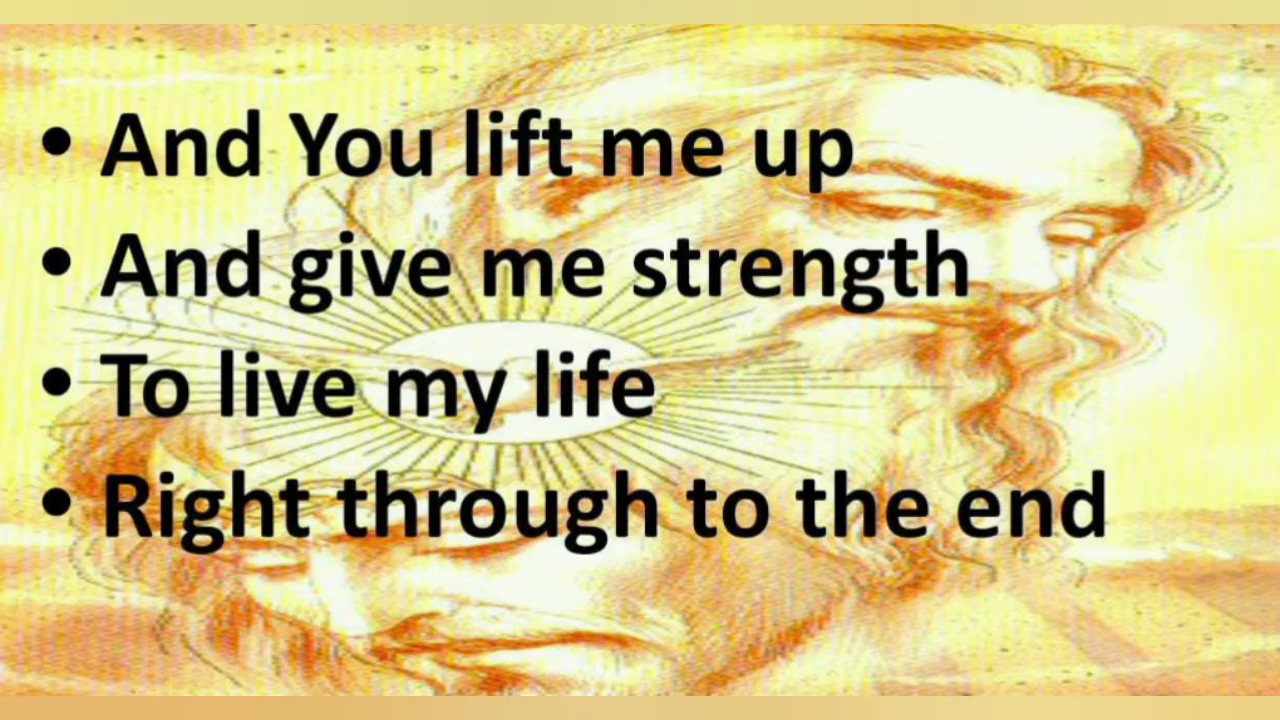 • And You lift me up
• And give me strength
• To live my life
• Right through to the end